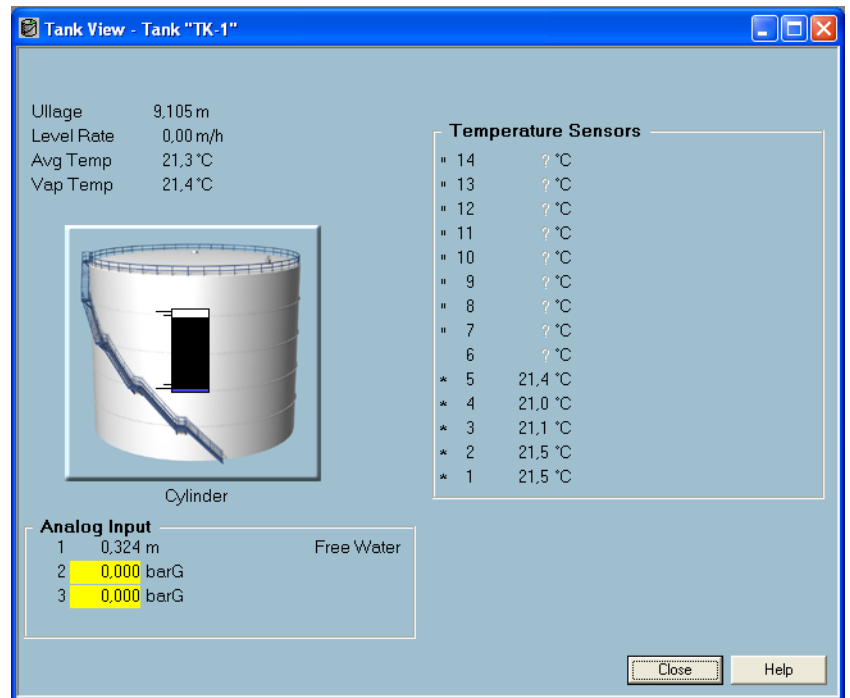 Tank View - Tank "TK-1"
Ullage 9,105 m
Level Rate 0,00 m/h
Avg Temp 21,3 °C
Vap Temp 21,4 °C
Cylinder
Analog Input
1 0,324 m Free Water
2 0,000 barG
3 0,000 barG
Temperature Sensors
" 14 ? °C
" 13 ? °C
" 12 ? °C
" 11 ? °C
" 10 ? °C
" 9 ? °C
" 8 ? °C
" 7 ? °C
6 ? °C
* 5 21,4 °C
* 4 21,0 °C
* 3 21,1 °C
* 2 21,5 °C
* 1 21,5 °C
Close Help